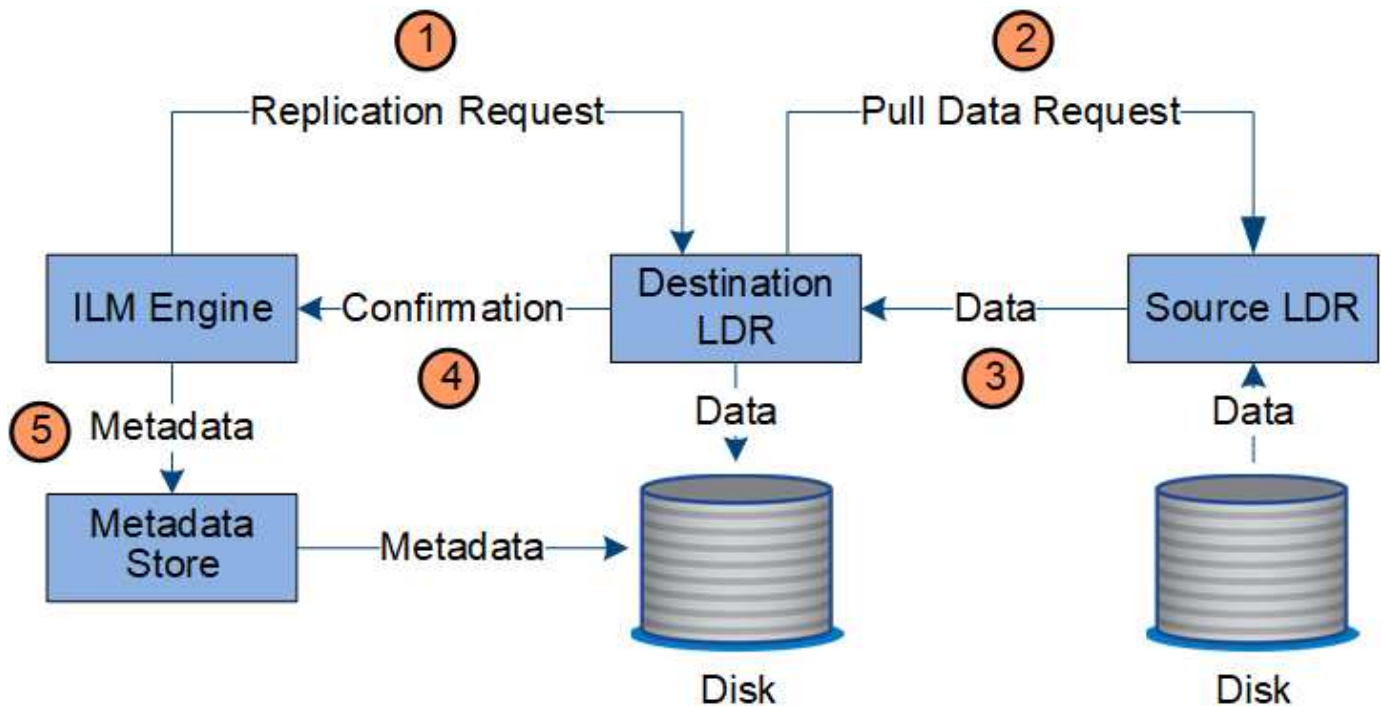 1
2
Replication Request
Pull Data Request
ILM Engine
Confirmation
Destination
LDR
Data
Source LDR
4
3
5
Metadata
Data
Data
Metadata
Store
Metadata
Disk
Disk